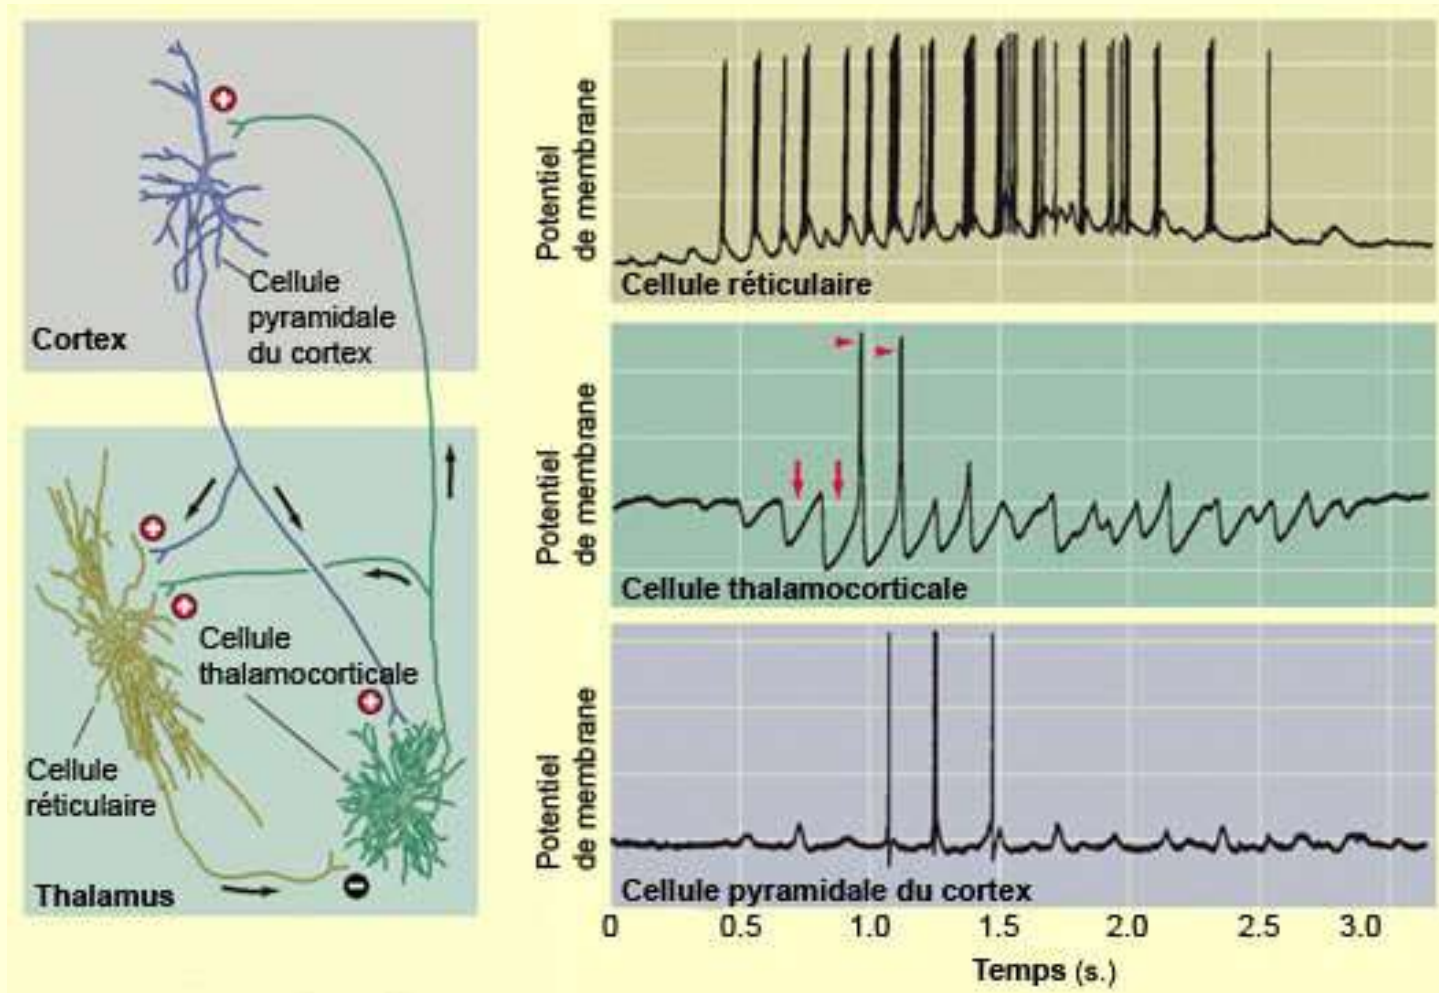 Cellule
pyramidale
du cortex
Cortex
Cellule
thalamocorticale
Cellule
réticulaire
Thalamus
Potentiel
de membrane
Cellule réticulaire
Potentiel
de membrane
Cellule thalamocorticale
Potentiel
de membrane
Cellule pyramidale du cortex
0 0.5 1.0 1.5 2.0 2.5 3.0
Temps (s.)